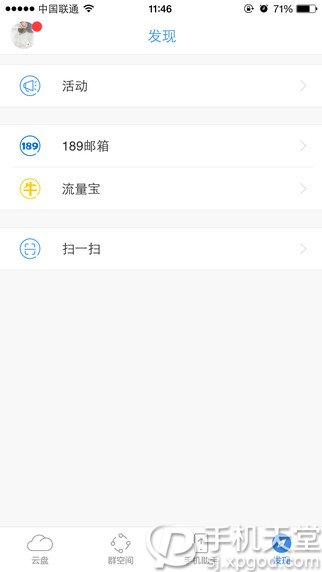 中国联通 11:46 71%
发现
活动
189 189邮箱
牛 流量宝
扫一扫
云盘 群空间 手机助手 发现
手机天堂
sj.xpgod.com